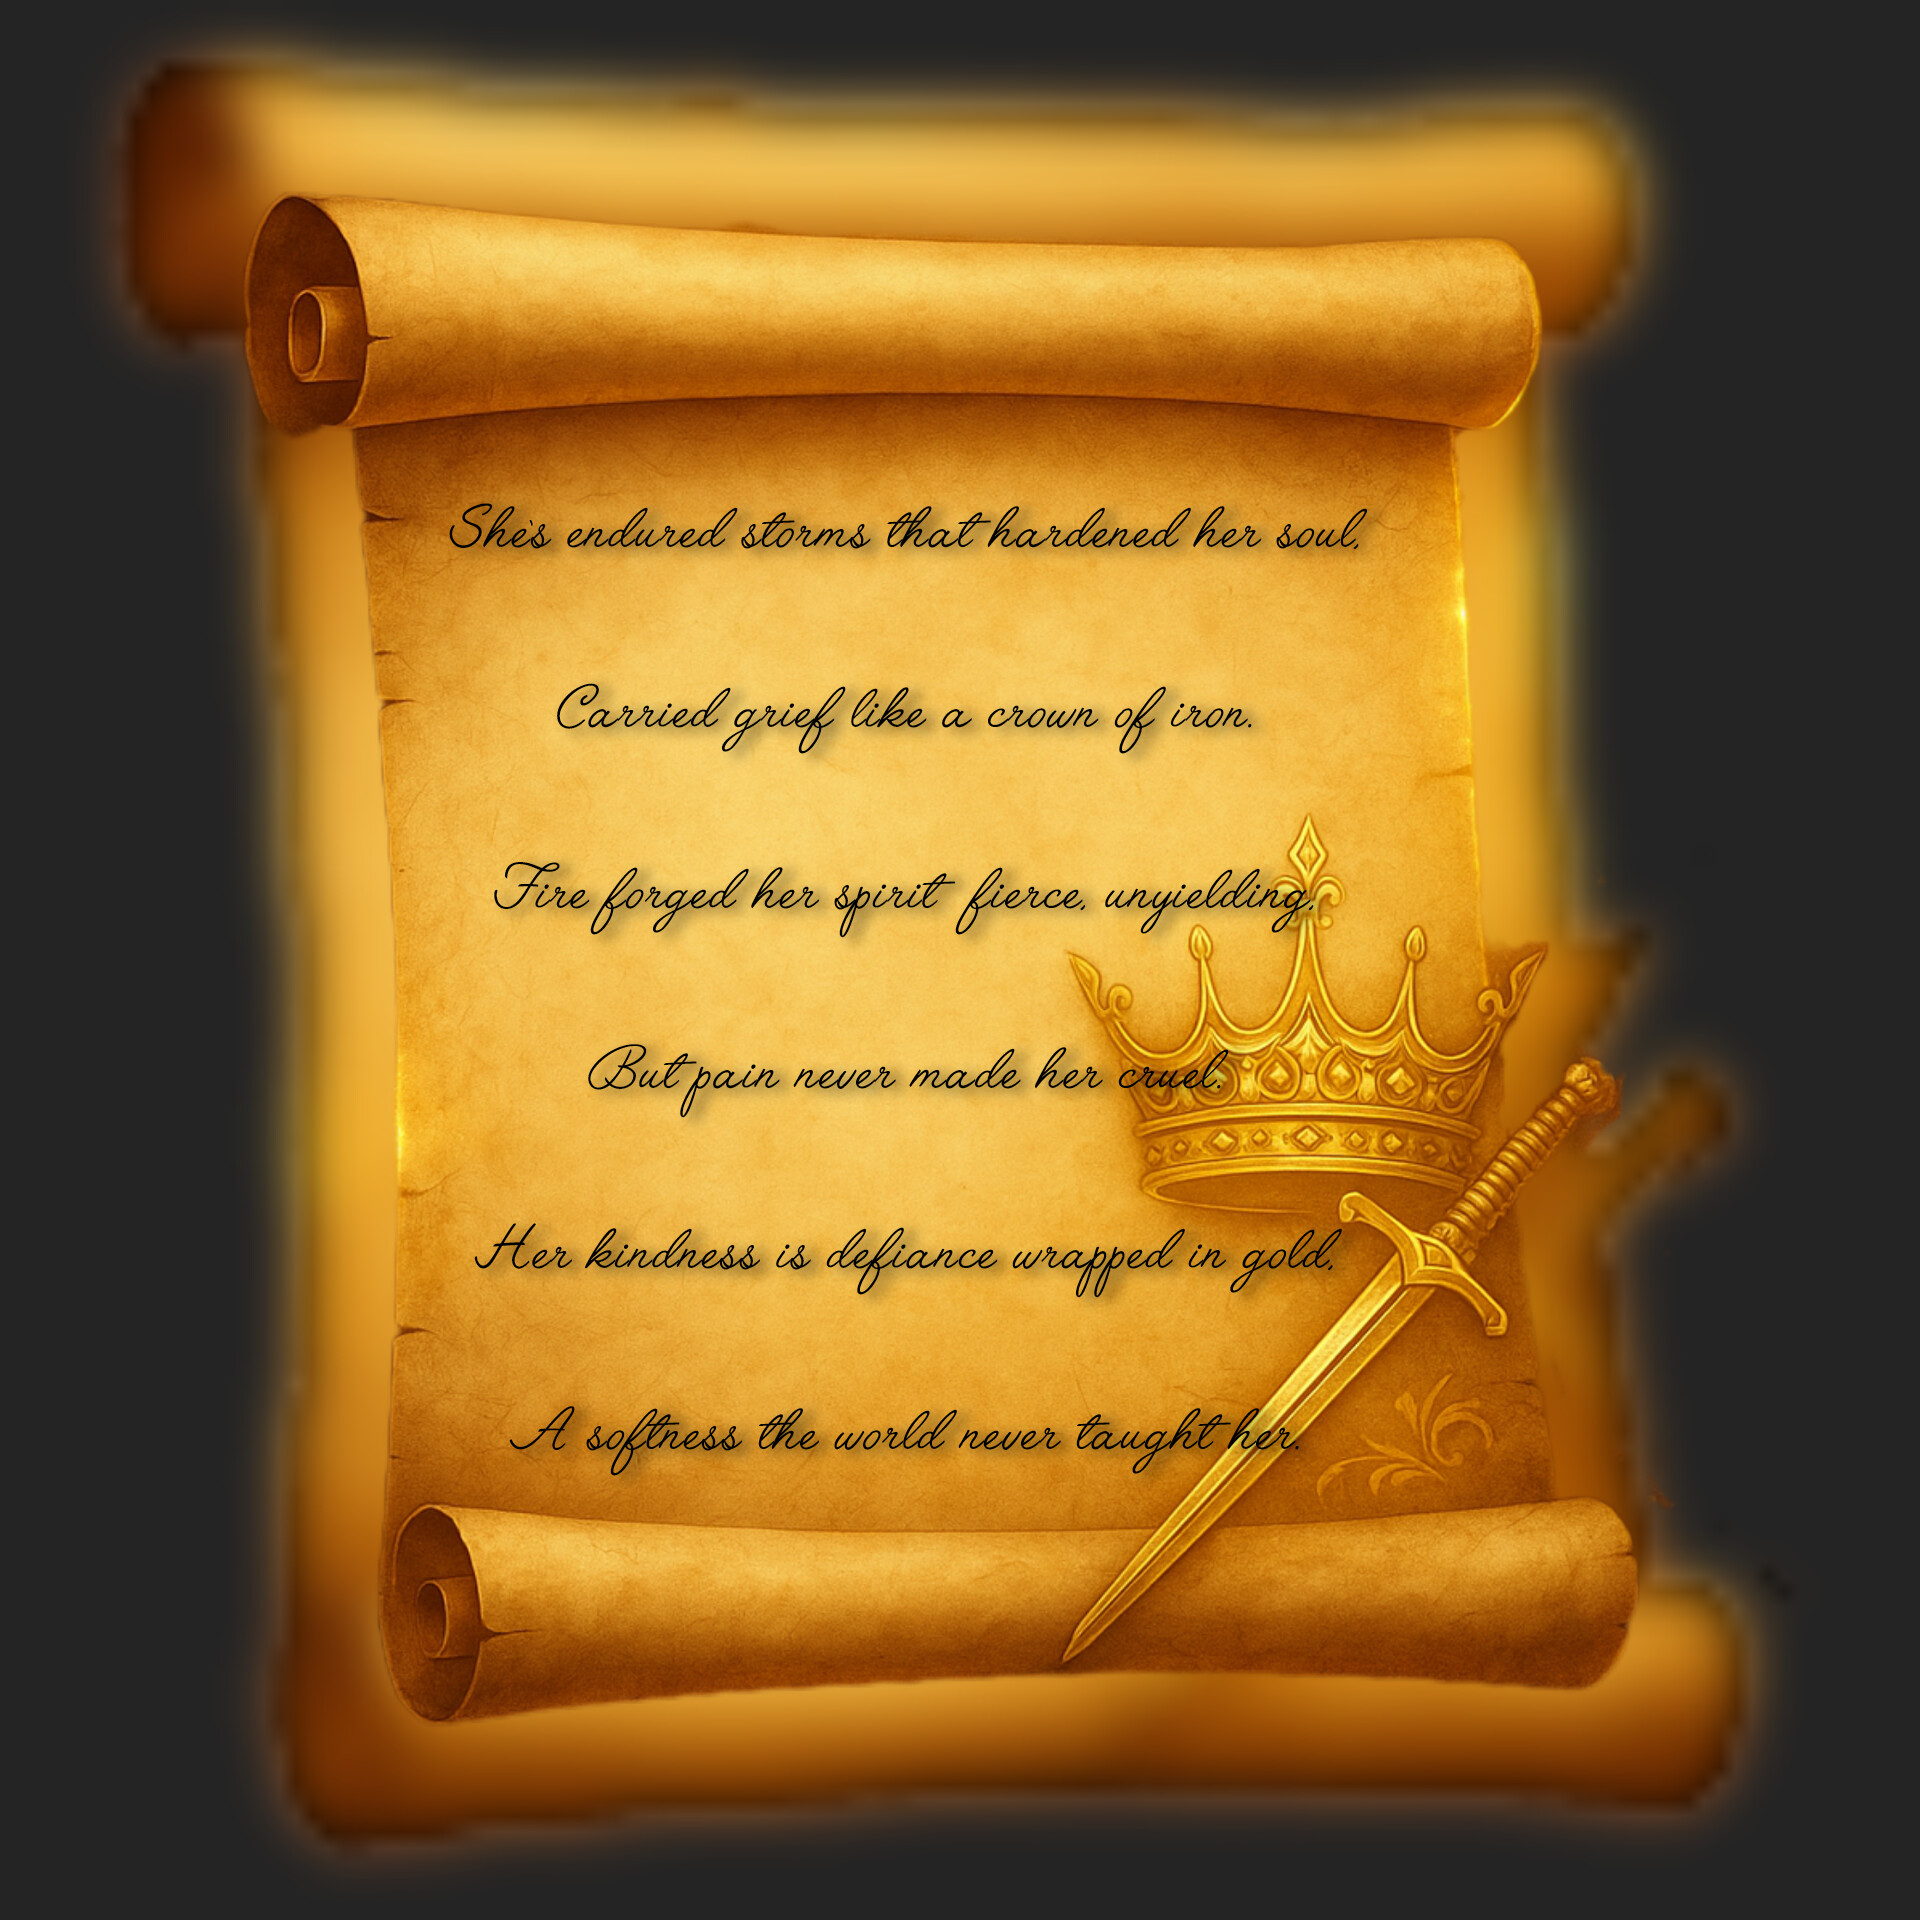 She's endured storms that hardened her soul,
Carried grief like a crown of iron.
Fire forged her spirit fierce, unyielding,
But pain never made her cruel.
Her kindness is defiance wrapped in gold,
A softness the world never taught her.